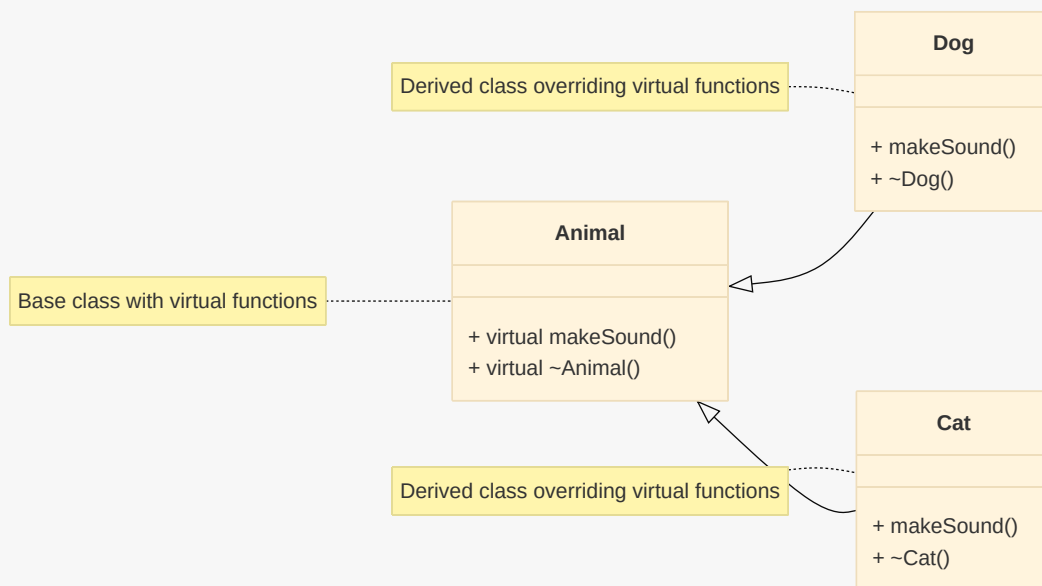 Dog
Derived class overriding virtual functions
+ makeSound()
+ ~Dog()
Animal
Base class with virtual functions
+ virtual makeSound()
+ virtual ~Animal()
Cat
Derived class overriding virtual functions
+ makeSound()
+ ~Cat()